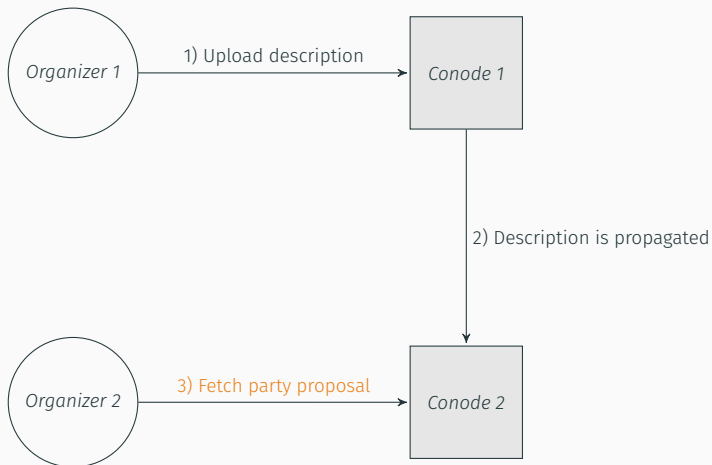 Organizer 1
1) Upload description
Conode 1
2) Description is propagated
Organizer 2
3) Fetch party proposal
Conode 2